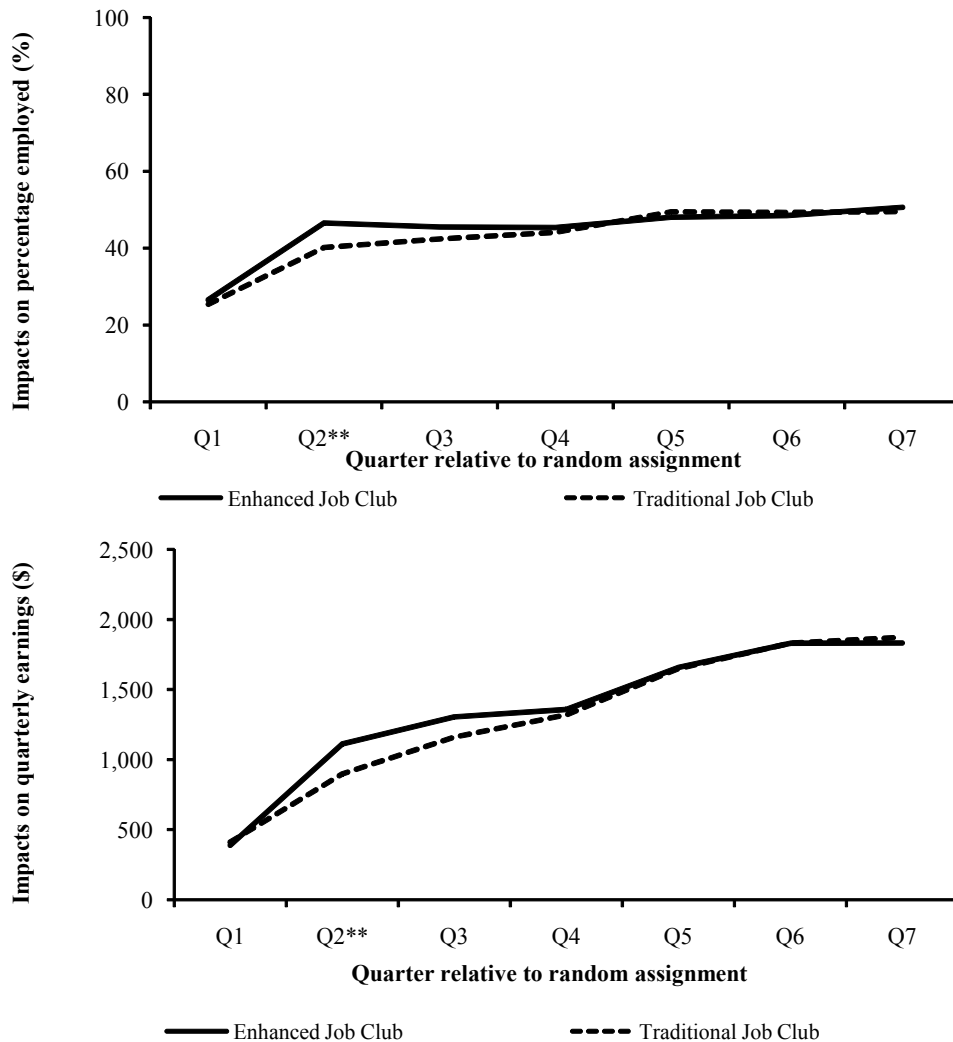 Impacts on percentage employed (%)
100
80
60
40
20
0
Q1 Q2** Q3 Q4 Q5 Q6 Q7
Quarter relative to random assignment
Enhanced Job Club Traditional Job Club
Impacts on quarterly earnings ($)
2,500
2,000
1,500
1,000
500
0
Q1 Q2** Q3 Q4 Q5 Q6 Q7
Quarter relative to random assignment
Enhanced Job Club Traditional Job Club